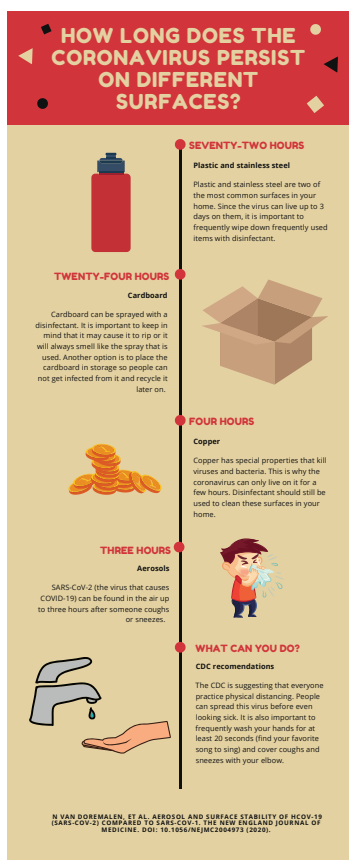 HOW LONG DOES THE
CORONAVIRUS PERSIST
ON DIFFERENT
SURFACES?
SEVENTY-TWO HOURS
Plastic and stainless steel
Plastic and stainless steel are two of
the most common surfaces in your
home. Since the virus can live up to 3
days on them, it is important to
frequently wipe down frequently used
items with disinfectant.
TWENTY-FOUR HOURS
Cardboard
Cardboard can be sprayed with a
disinfectant. It is important to keep in
mind that it may cause it to rip or it
will always smell like the spray that is
used. Another option is to place the
cardboard in storage so people can
not get infected from it and recycle it
later on.
FOUR HOURS
Copper
Copper has special properties that kill
viruses and bacteria. This is why the
coronavirus can only live on it for a
few hours. Disinfectant should still be
used to clean these surfaces in your
home.
THREE HOURS
Aerosols
SARS-CoV-2 (the virus that causes
COVID-19) can be found in the air up
to three hours after someone coughs
or sneezes.
WHAT CAN YOU DO?
CDC recomendations
The CDC is suggesting that everyone
practice physical distancing. People
can spread this virus before even
looking sick. It is also important to
frequently wash your hands for at
least 20 seconds (find your favorite
song to sing) and cover coughs and
sneezes with your elbow.
N VAN DOREMALEN, ET AL. AEROSOL AND SURFACE STABILITY OF HCOV-19
(SARS-COV-2) COMPARED TO SARS-COV-1. THE NEW ENGLAND JOURNAL OF
MEDICINE. DOI: 10.1056/NEJMC2004973 (2020).